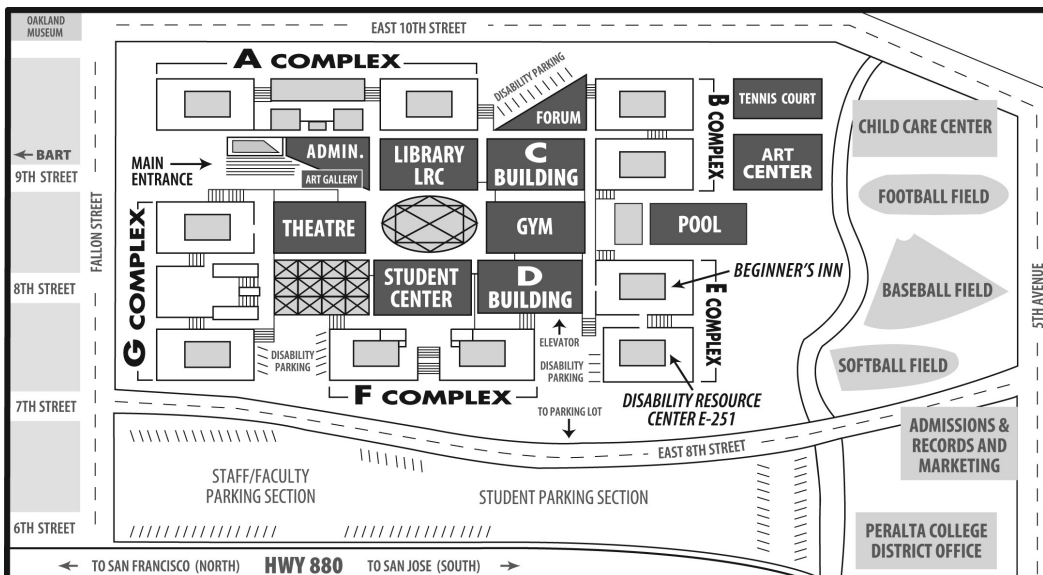 OAKLAND
MUSEUM
EAST 10TH STREET
A COMPLEX
DISABILITY PARKING
FORUM
B COMPLEX
TENNIS COURT
CHILD CARE CENTER
← BART
9TH STREET
MAIN
ENTRANCE
ADMIN.
ART GALLERY
LIBRARY
LRC
C
BUILDING
ART
CENTER
FOOTBALL FIELD
FALLON STREET
THEATRE
GYM
POOL
G COMPLEX
8TH STREET
STUDENT
CENTER
D
BUILDING
BEGINNER'S INN
E COMPLEX
BASEBALL FIELD
5TH AVENUE
ELEVATOR
DISABILITY
PARKING
DISABILITY
PARKING
SOFTBALL FIELD
F COMPLEX
DISABILITY RESOURCE
CENTER E-251
7TH STREET
TO PARKING LOT
EAST 8TH STREET
ADMISSIONS &
RECORDS AND
MARKETING
STAFF/FACULTY
PARKING SECTION
STUDENT PARKING SECTION
6TH STREET
PERALTA COLLEGE
DISTRICT OFFICE
← TO SAN FRANCISCO (NORTH) HWY 880 TO SAN JOSE (SOUTH) →